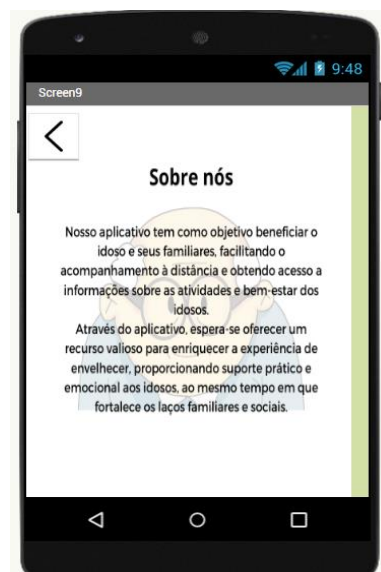 9:48
Screen9
Sobre nós
Nosso aplicativo tem como objetivo beneficiar o
idoso e seus familiares, facilitando o
acompanhamento à distância e obtendo acesso a
informações sobre as atividades e bem-estar dos
idosos.
Através do aplicativo, espera-se oferecer um
recurso valioso para enriquecer a experiência de
envelhecer, proporcionando suporte prático e
emocional aos idosos, ao mesmo tempo em que
fortalece os laços familiares e sociais.